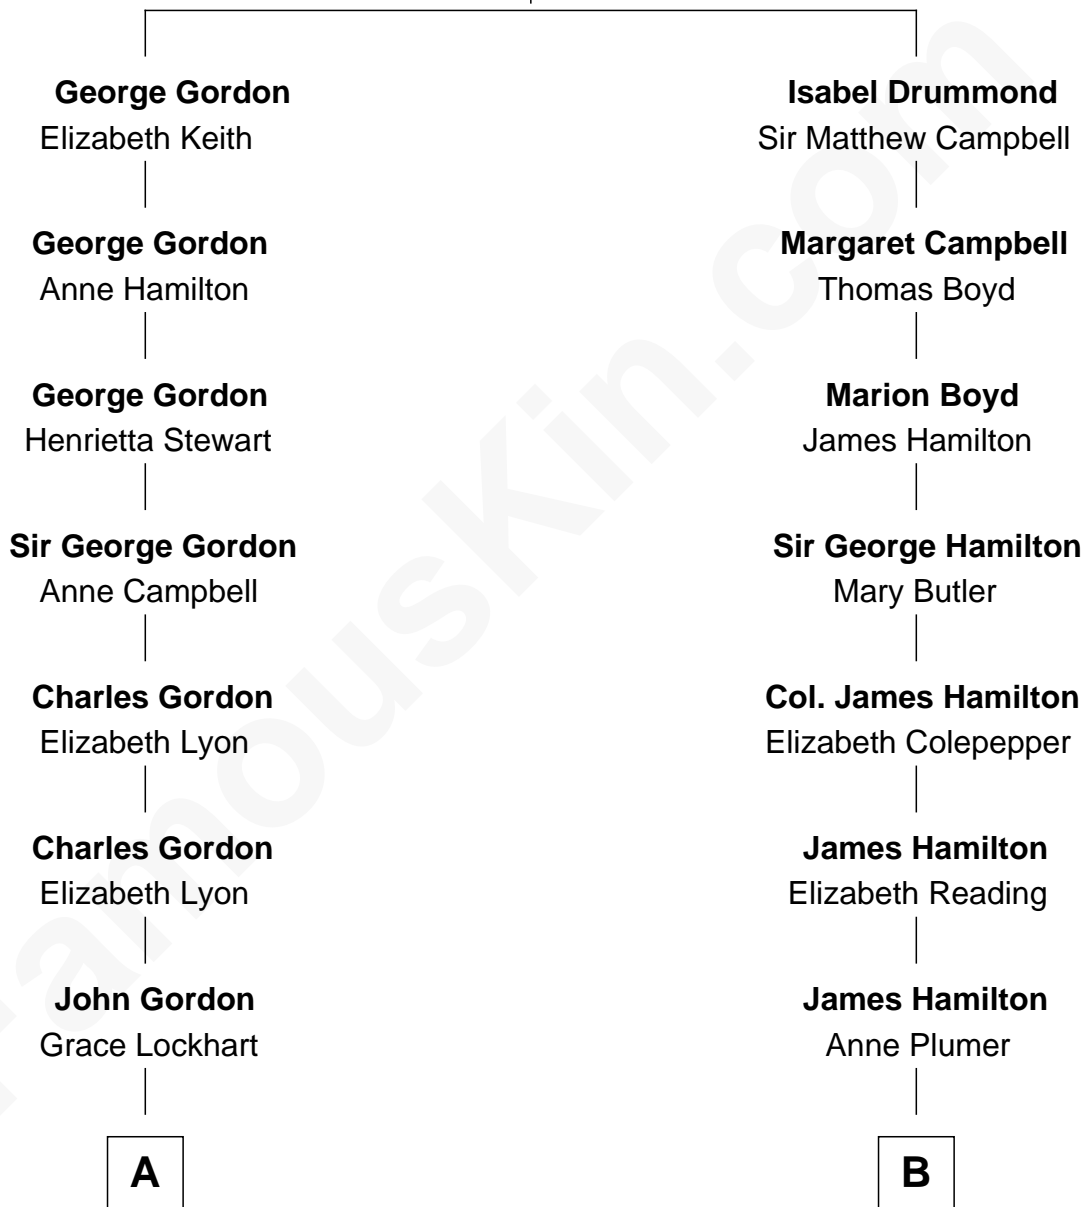 George Gordon
Elizabeth Keith
George Gordon
Anne Hamilton
George Gordon
Henrietta Stewart
Sir George Gordon
Anne Campbell
Charles Gordon
Elizabeth Lyon
Charles Gordon
Elizabeth Lyon
John Gordon
Grace Lockhart
A
Isabel Drummond
Sir Matthew Campbell
Margaret Campbell
Thomas Boyd
Marion Boyd
James Hamilton
Sir George Hamilton
Mary Butler
Col. James Hamilton
Elizabeth Colepepper
James Hamilton
Elizabeth Reading
James Hamilton
Anne Plumer
B
FamousKin.com